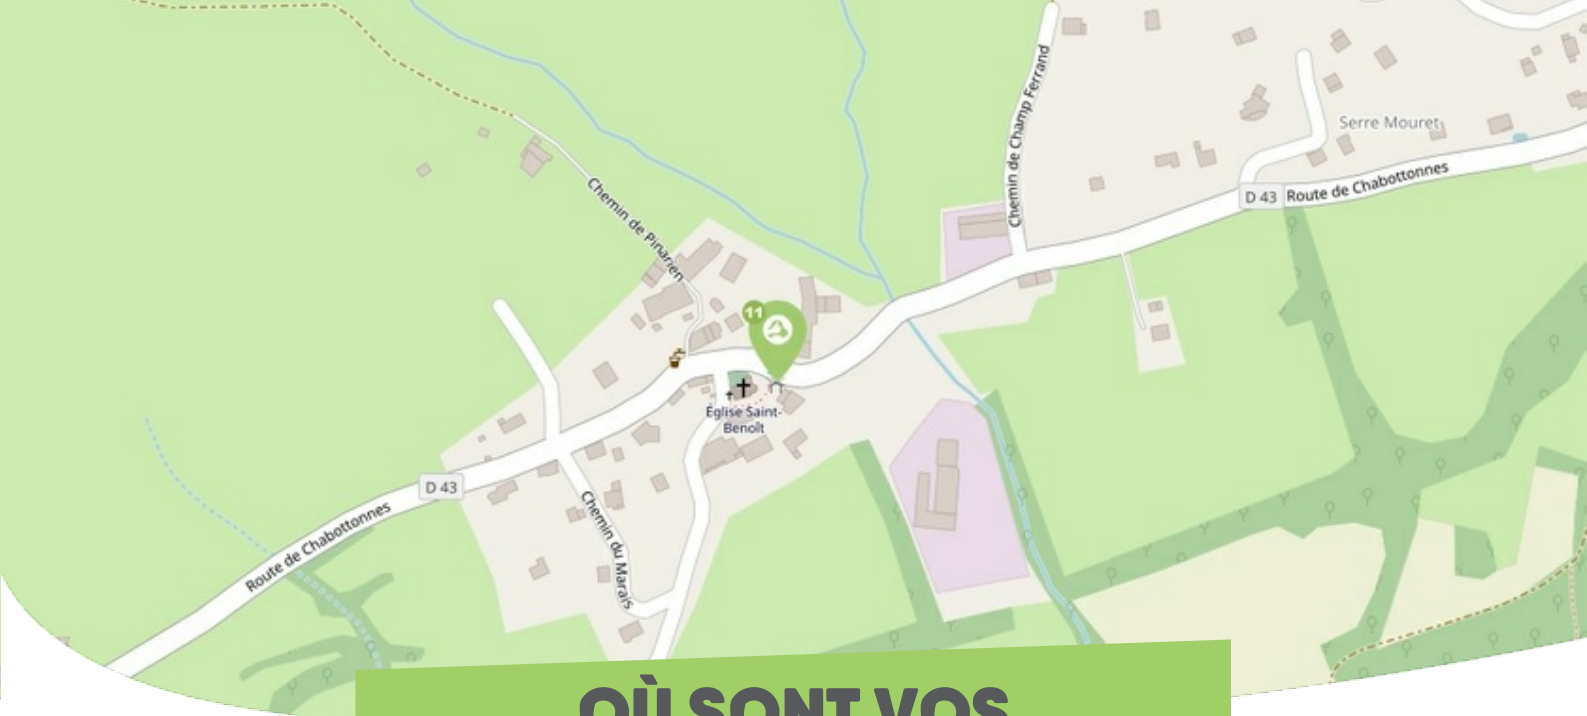 Chemin de Champ Ferrand
Serre Mouret
D 43
Route de Chabottonnes
Chemin de Pinarien
11
Église Saint-
Benoît
D 43
Route de Chabottonnes
Chemin du Marais
OÙ SONT VOS